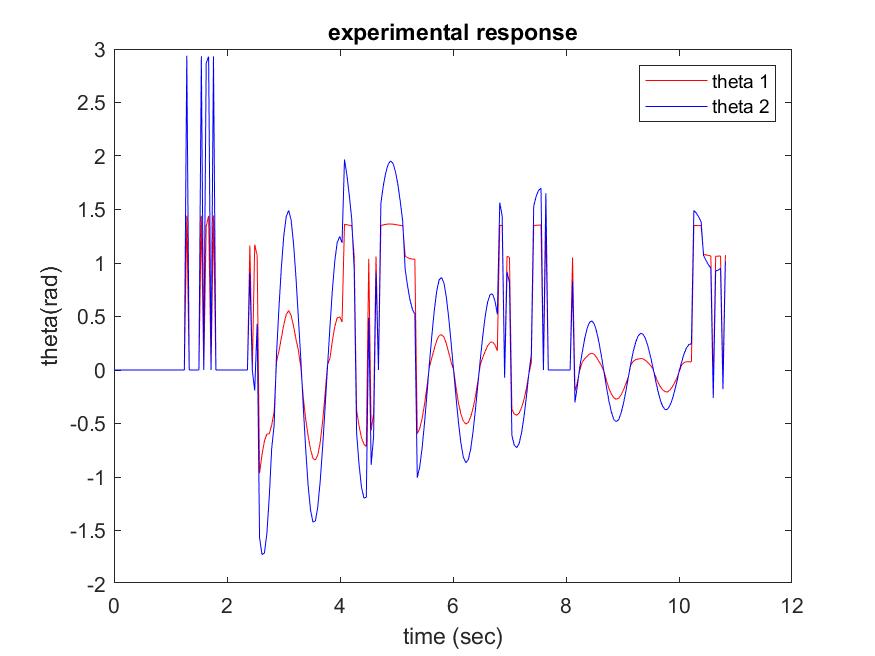 experimental response
theta 1
theta 2
3
2.5
2
1.5
1
0.5
0
-0.5
-1
-1.5
-2
theta(rad)
0 2 4 6 8 10 12
time (sec)